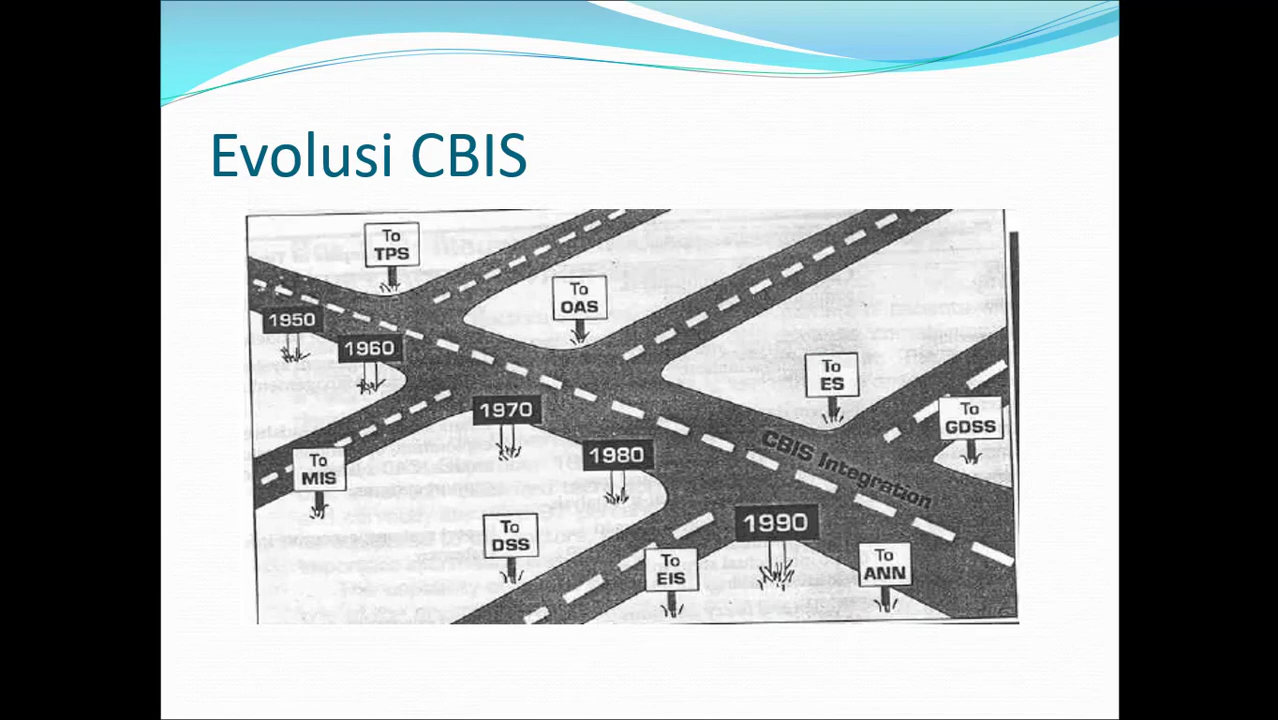 Evolusi CBIS
To
TPS
To
OAS
1950
1960
To
ES
To
GDSS
1970
CBIS Integration
1980
To
MIS
1990
To
DSS
To
EIS
To
ANN